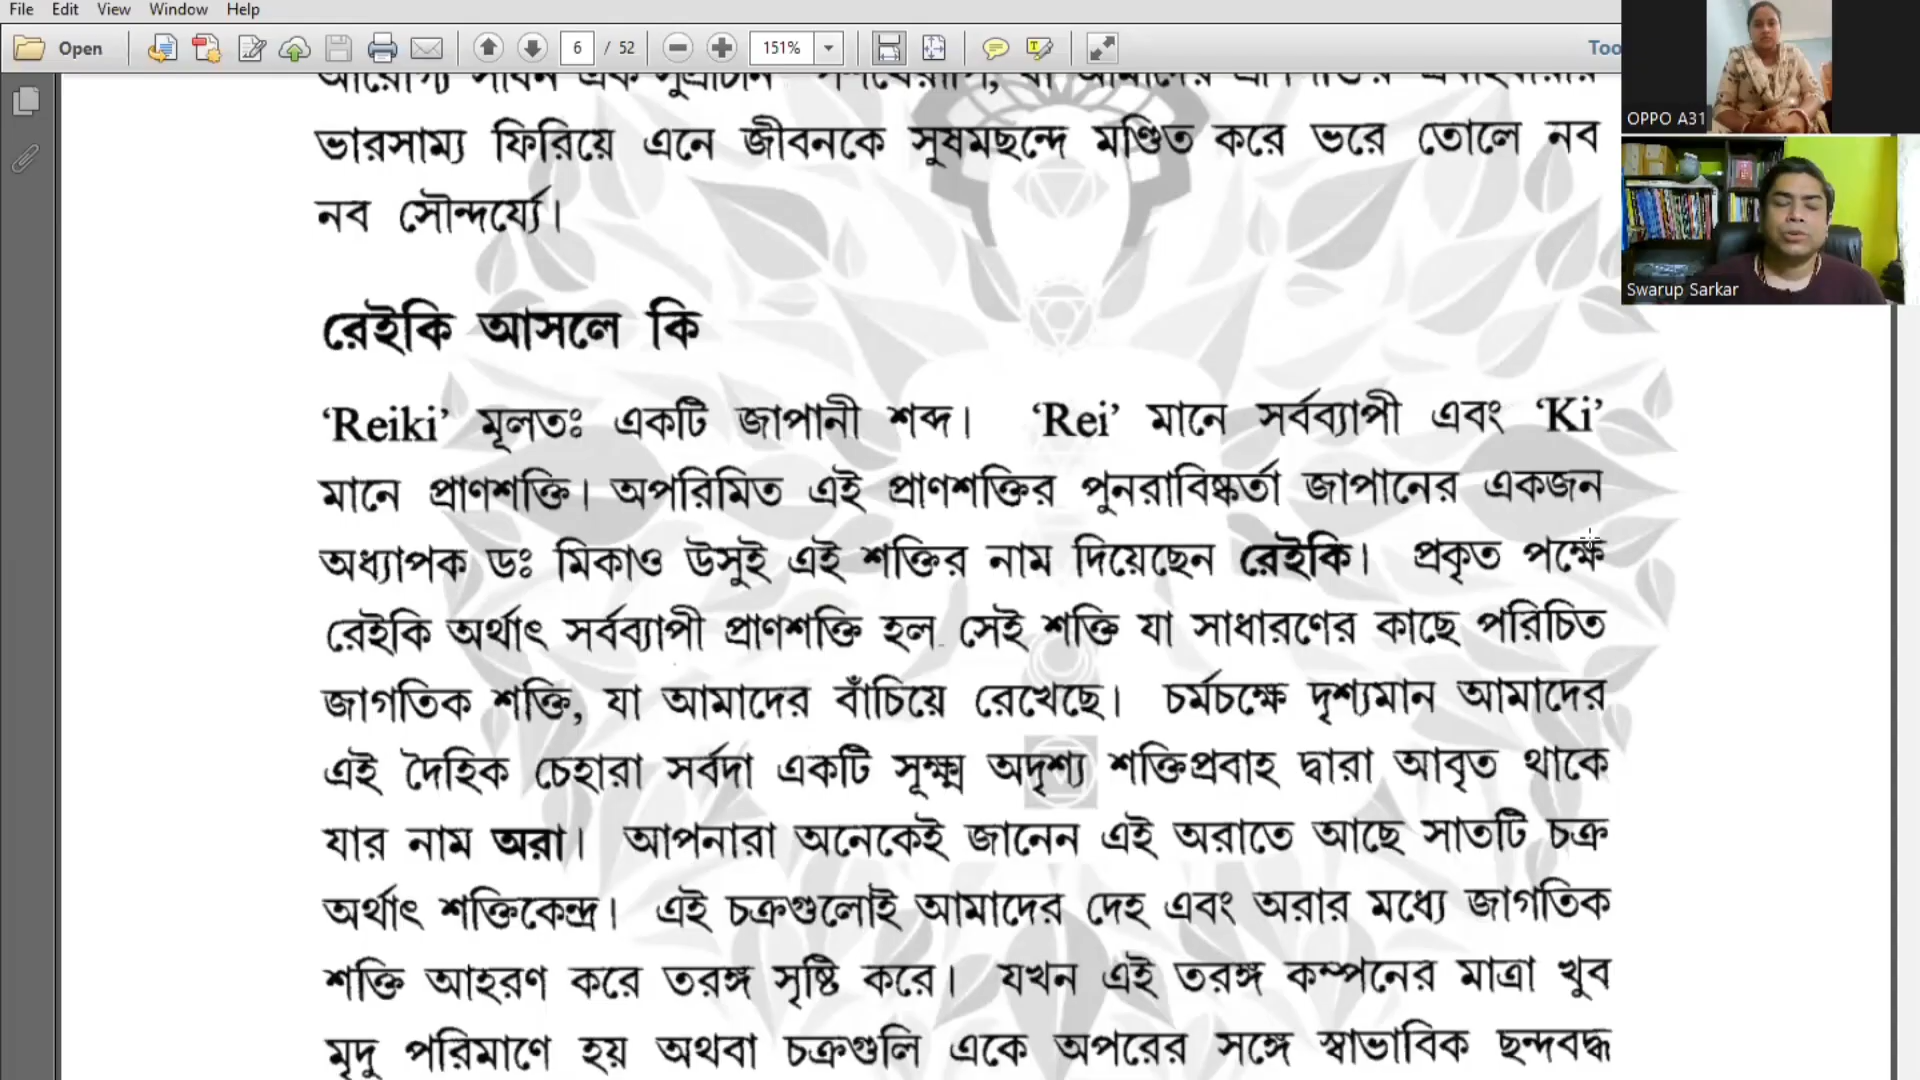 File Edit View Window Help
Open 6 / 52 151%
OPPO A31
Swarup Sarkar
ভারসাম্য ফিরিয়ে এনে জীবনকে সুষমছন্দে মণ্ডিত করে ভরে তোলে নব
নব সৌন্দর্য্যে।
রেইকি আসলে কি
‘Reiki’ মূলতঃ একটি জাপানী শব্দ। ‘Rei’ মানে সর্বব্যাপী এবং ‘Ki’
মানে প্রাণশক্তি। অপরিমিত এই প্রাণশক্তির পুনরাবিষ্কর্তা জাপানের একজন
অধ্যাপক ডঃ মিকাও উসুই এই শক্তির নাম দিয়েছেন রেইকি। প্রকৃত পক্ষে
রেইকি অর্থাৎ সর্বব্যাপী প্রাণশক্তি হল সেই শক্তি যা সাধারণের কাছে পরিচিত
জাগতিক শক্তি, যা আমাদের বাঁচিয়ে রেখেছে। চর্মচক্ষে দৃশ্যমান আমাদের
এই দৈহিক চেহারা সর্বদা একটি সূক্ষ্ম অদৃশ্য শক্তিপ্রবাহ দ্বারা আবৃত থাকে
যার নাম অরা। আপনারা অনেকেই জানেন এই অরাতে আছে সাতটি চক্র
অর্থাৎ শক্তিকেন্দ্র। এই চক্রগুলোই আমাদের দেহ এবং অরার মধ্যে জাগতিক
শক্তি আহরণ করে তরঙ্গ সৃষ্টি করে। যখন এই তরঙ্গ কম্পনের মাত্রা খুব
মৃদু পরিমাণে হয় অথবা চক্রগুলি একে অপরের সঙ্গে স্বাভাবিক ছন্দবদ্ধ